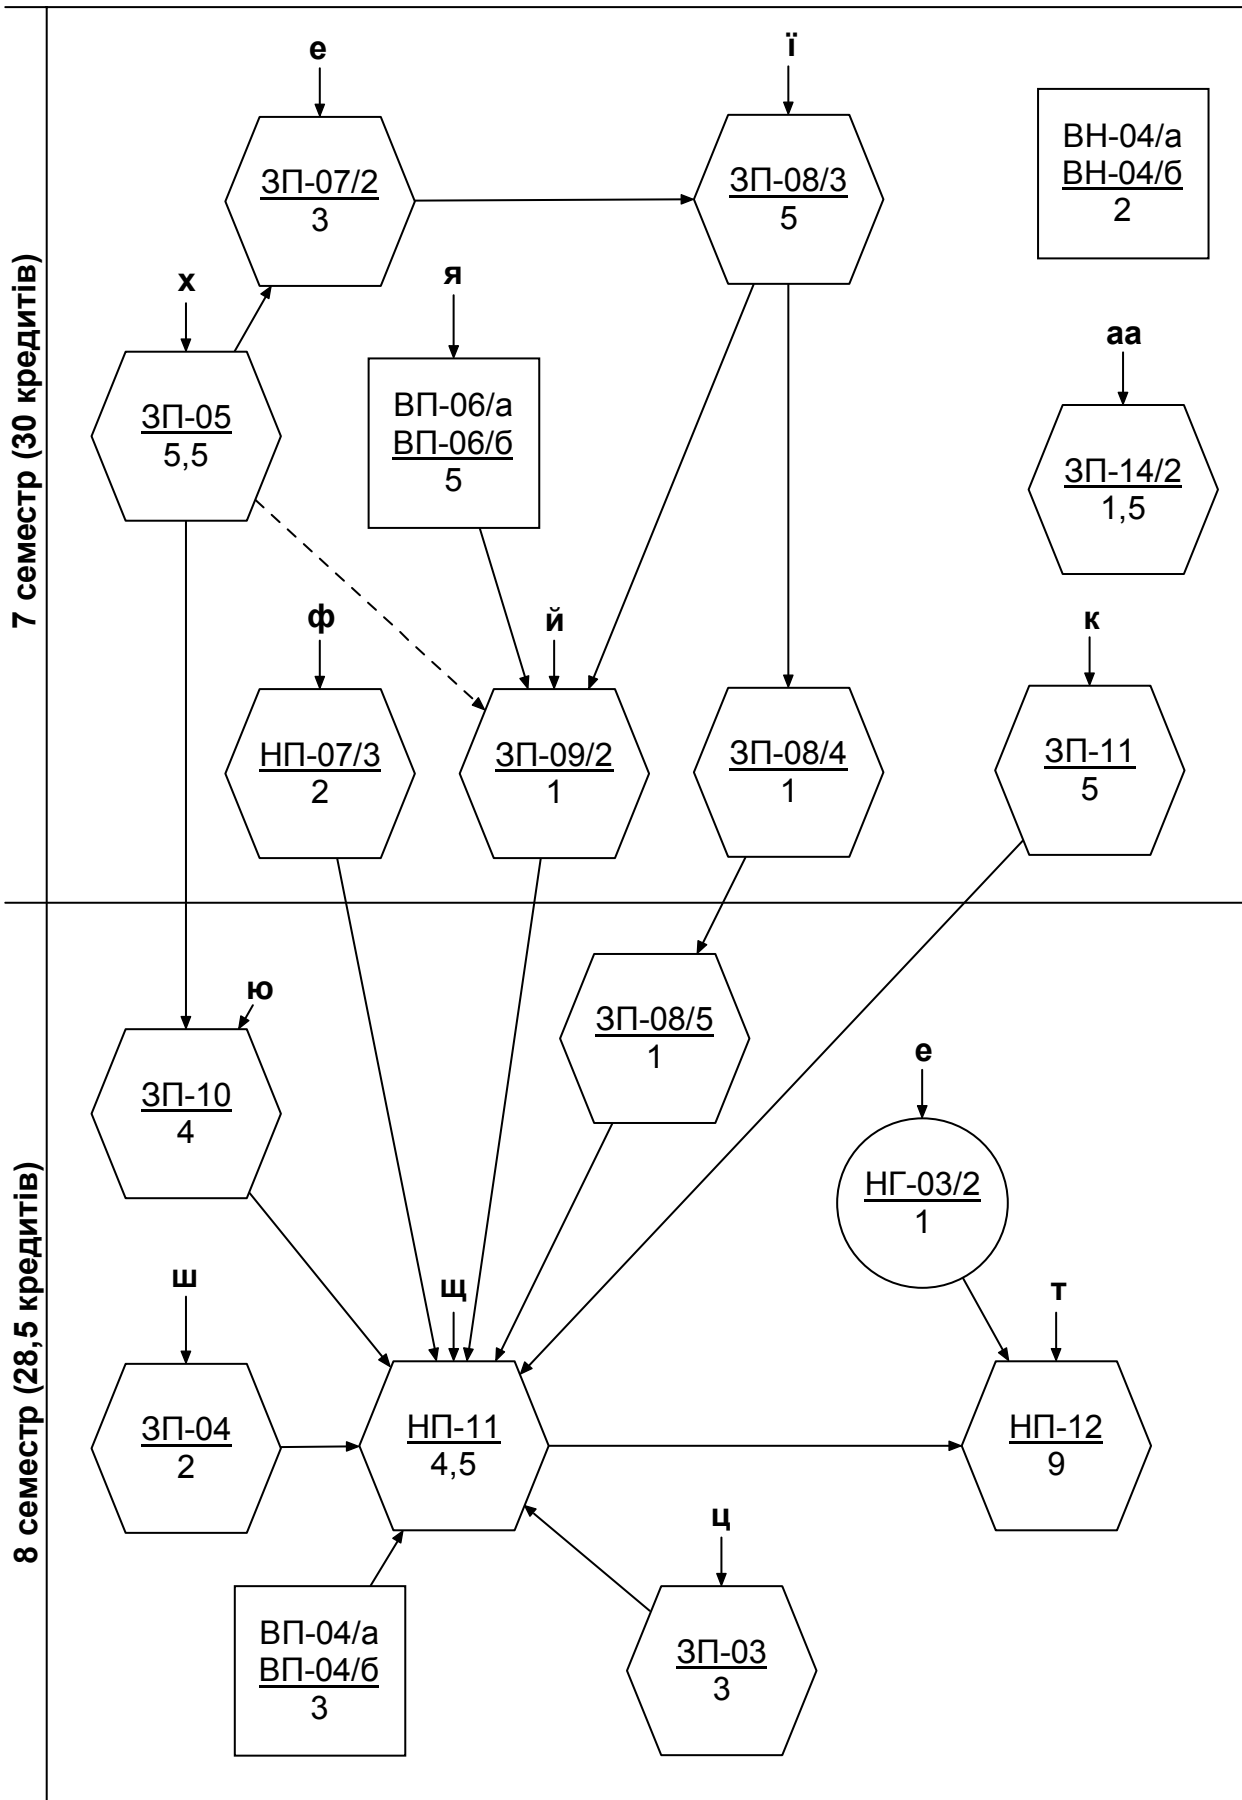 7 семестр (30 кредитів)
е
ї
ЗП-07/2
3
ЗП-08/3
5
ВН-04/а
ВН-04/б
2
х
я
аа
ЗП-05
5,5
ВП-06/а
ВП-06/б
5
ЗП-14/2
1,5
ф
й
к
НП-07/3
2
ЗП-09/2
1
ЗП-08/4
1
ЗП-11
5
8 семестр (28,5 кредитів)
ю
ЗП-08/5
1
е
ЗП-10
4
НГ-03/2
1
ш
щ
т
ЗП-04
2
НП-11
4,5
НП-12
9
ц
ВП-04/а
ВП-04/б
3
ЗП-03
3